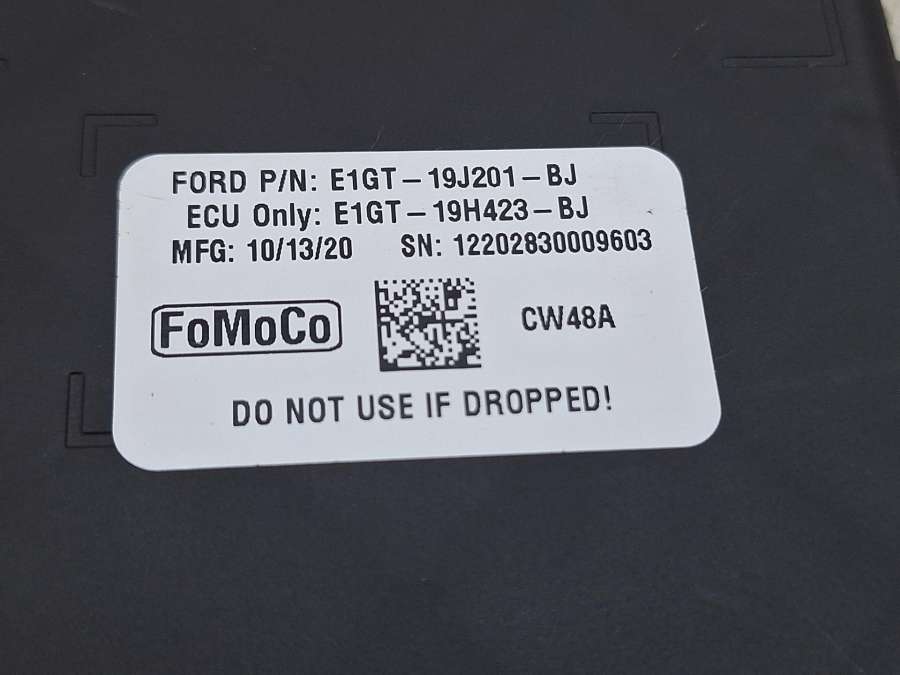 FORD P/N: E1GT-19J201-BJ
ECU Only: E1GT-19H423-BJ
MFG: 10/13/20 SN: 12202830009603
FoMoCo CW48A
DO NOT USE IF DROPPED!